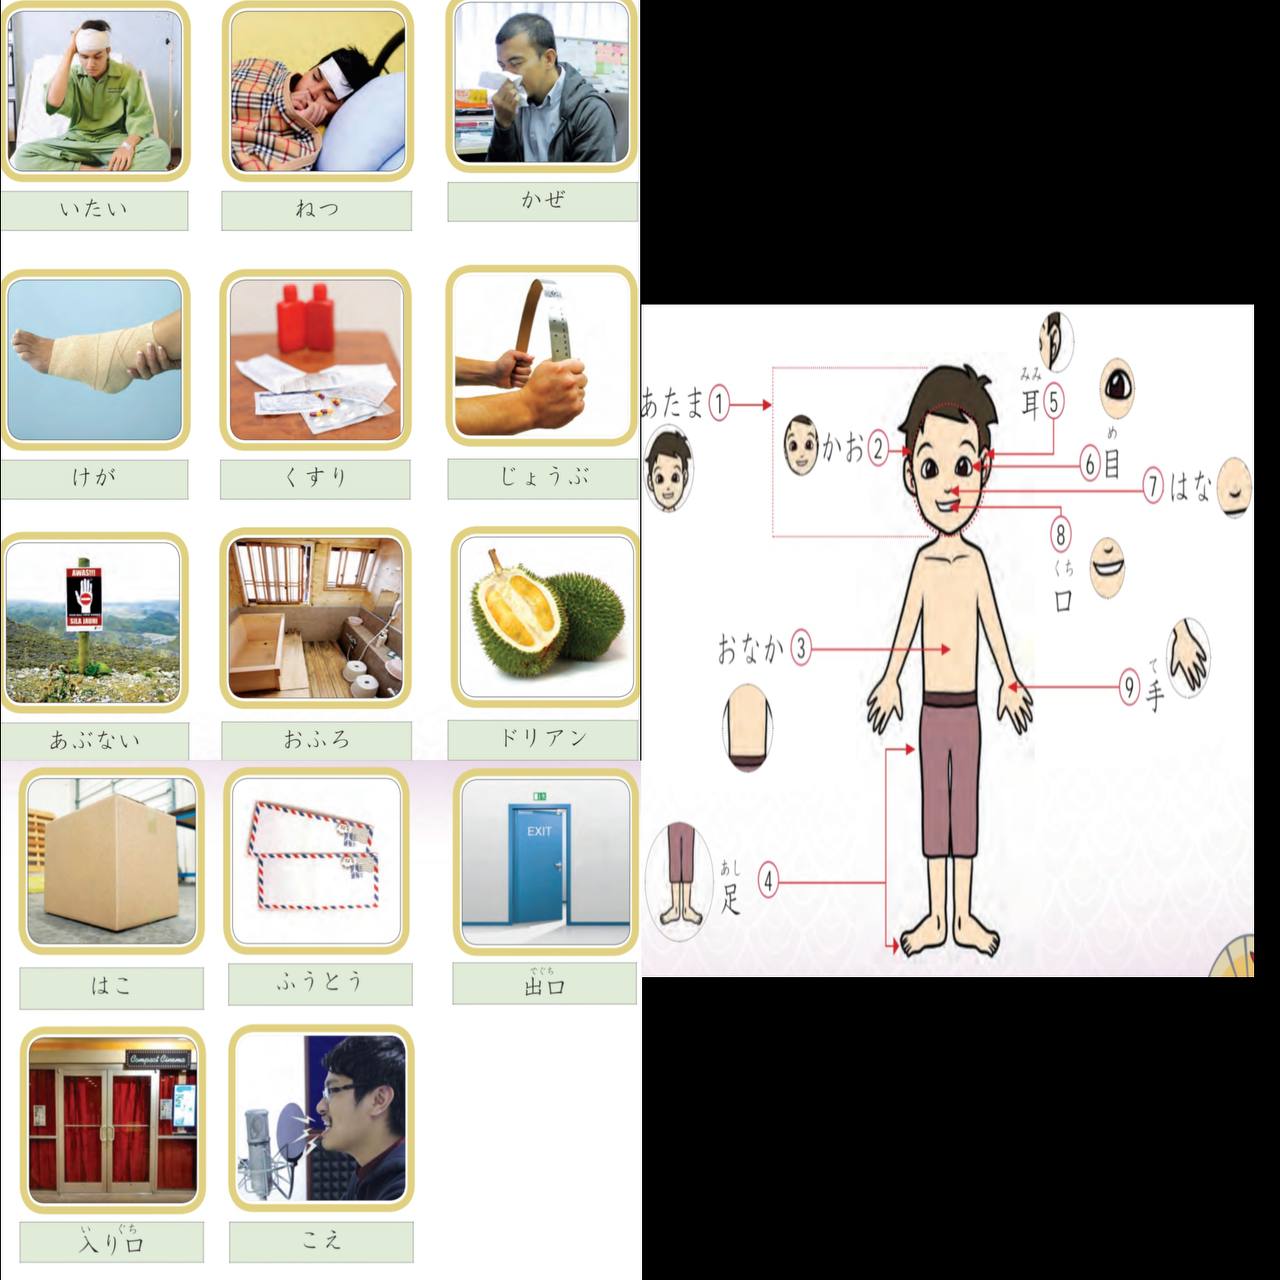 いたい
ねつ
かぜ
けが
くすり
じょうぶ
AWAS!!!
SILA JAUHI
あぶない
おふろ
ドリアン
はこ
ふうとう
EXIT
でぐち
出口
Compact Cinema
い ぐち
入り口
こえ
あたま ①
かお ②
みみ
耳 ⑤
め
⑥ 目
⑦ はな
⑧
くち
口
おなか ③
て
⑨ 手
あし
足 ④